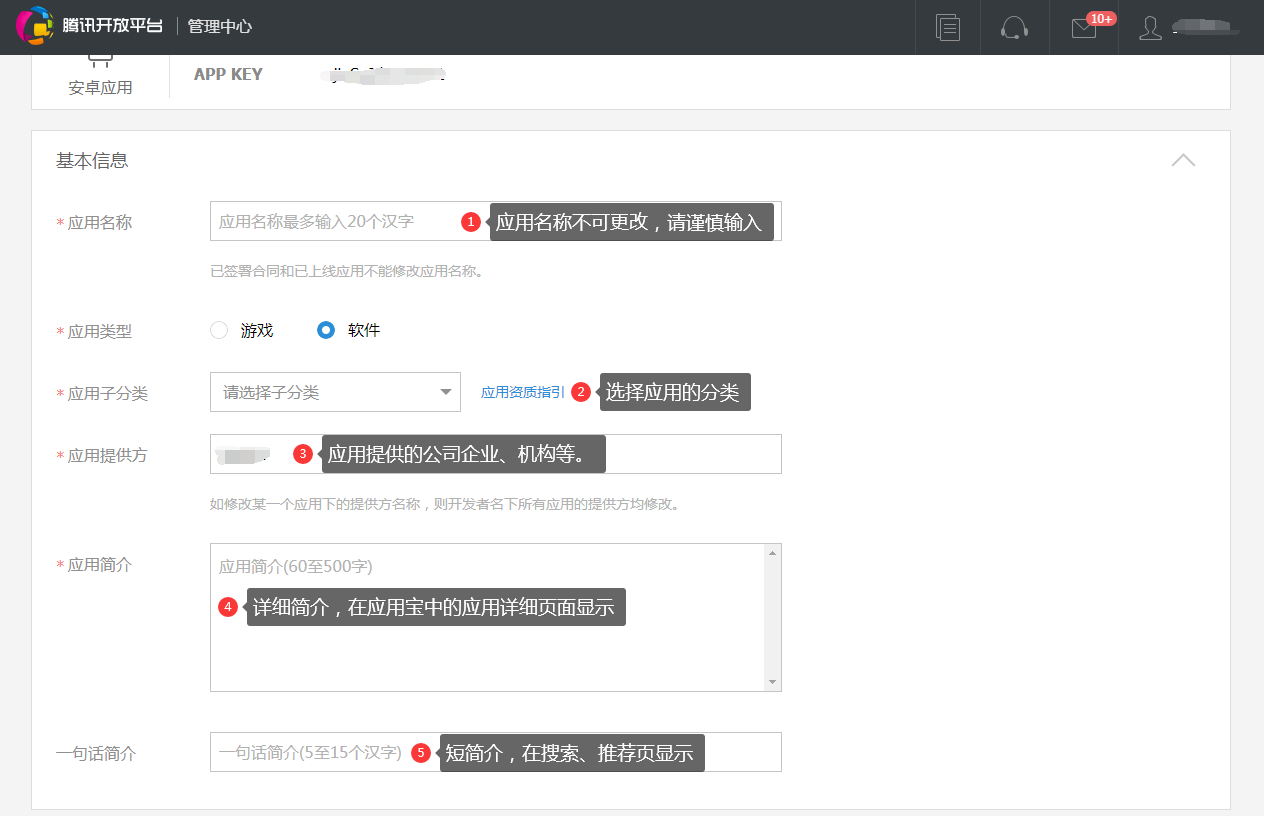 腾讯开放平台 管理中心
10+
安卓应用 APP KEY
基本信息
* 应用名称 应用名称最多输入20个汉字 1 应用名称不可更改，请谨慎输入
已签署合同和已上线应用不能修改应用名称。
* 应用类型 游戏 软件
* 应用子分类 请选择子分类 应用资质指引 2 选择应用的分类
* 应用提供方 3 应用提供的公司企业、机构等。
如修改某一个应用下的提供方名称，则开发者名下所有应用的提供方均修改。
* 应用简介 应用简介(60至500字)
4 详细简介，在应用宝中的应用详细页面显示
一句话简介 一句话简介(5至15个汉字) 5 短简介，在搜索、推荐页显示